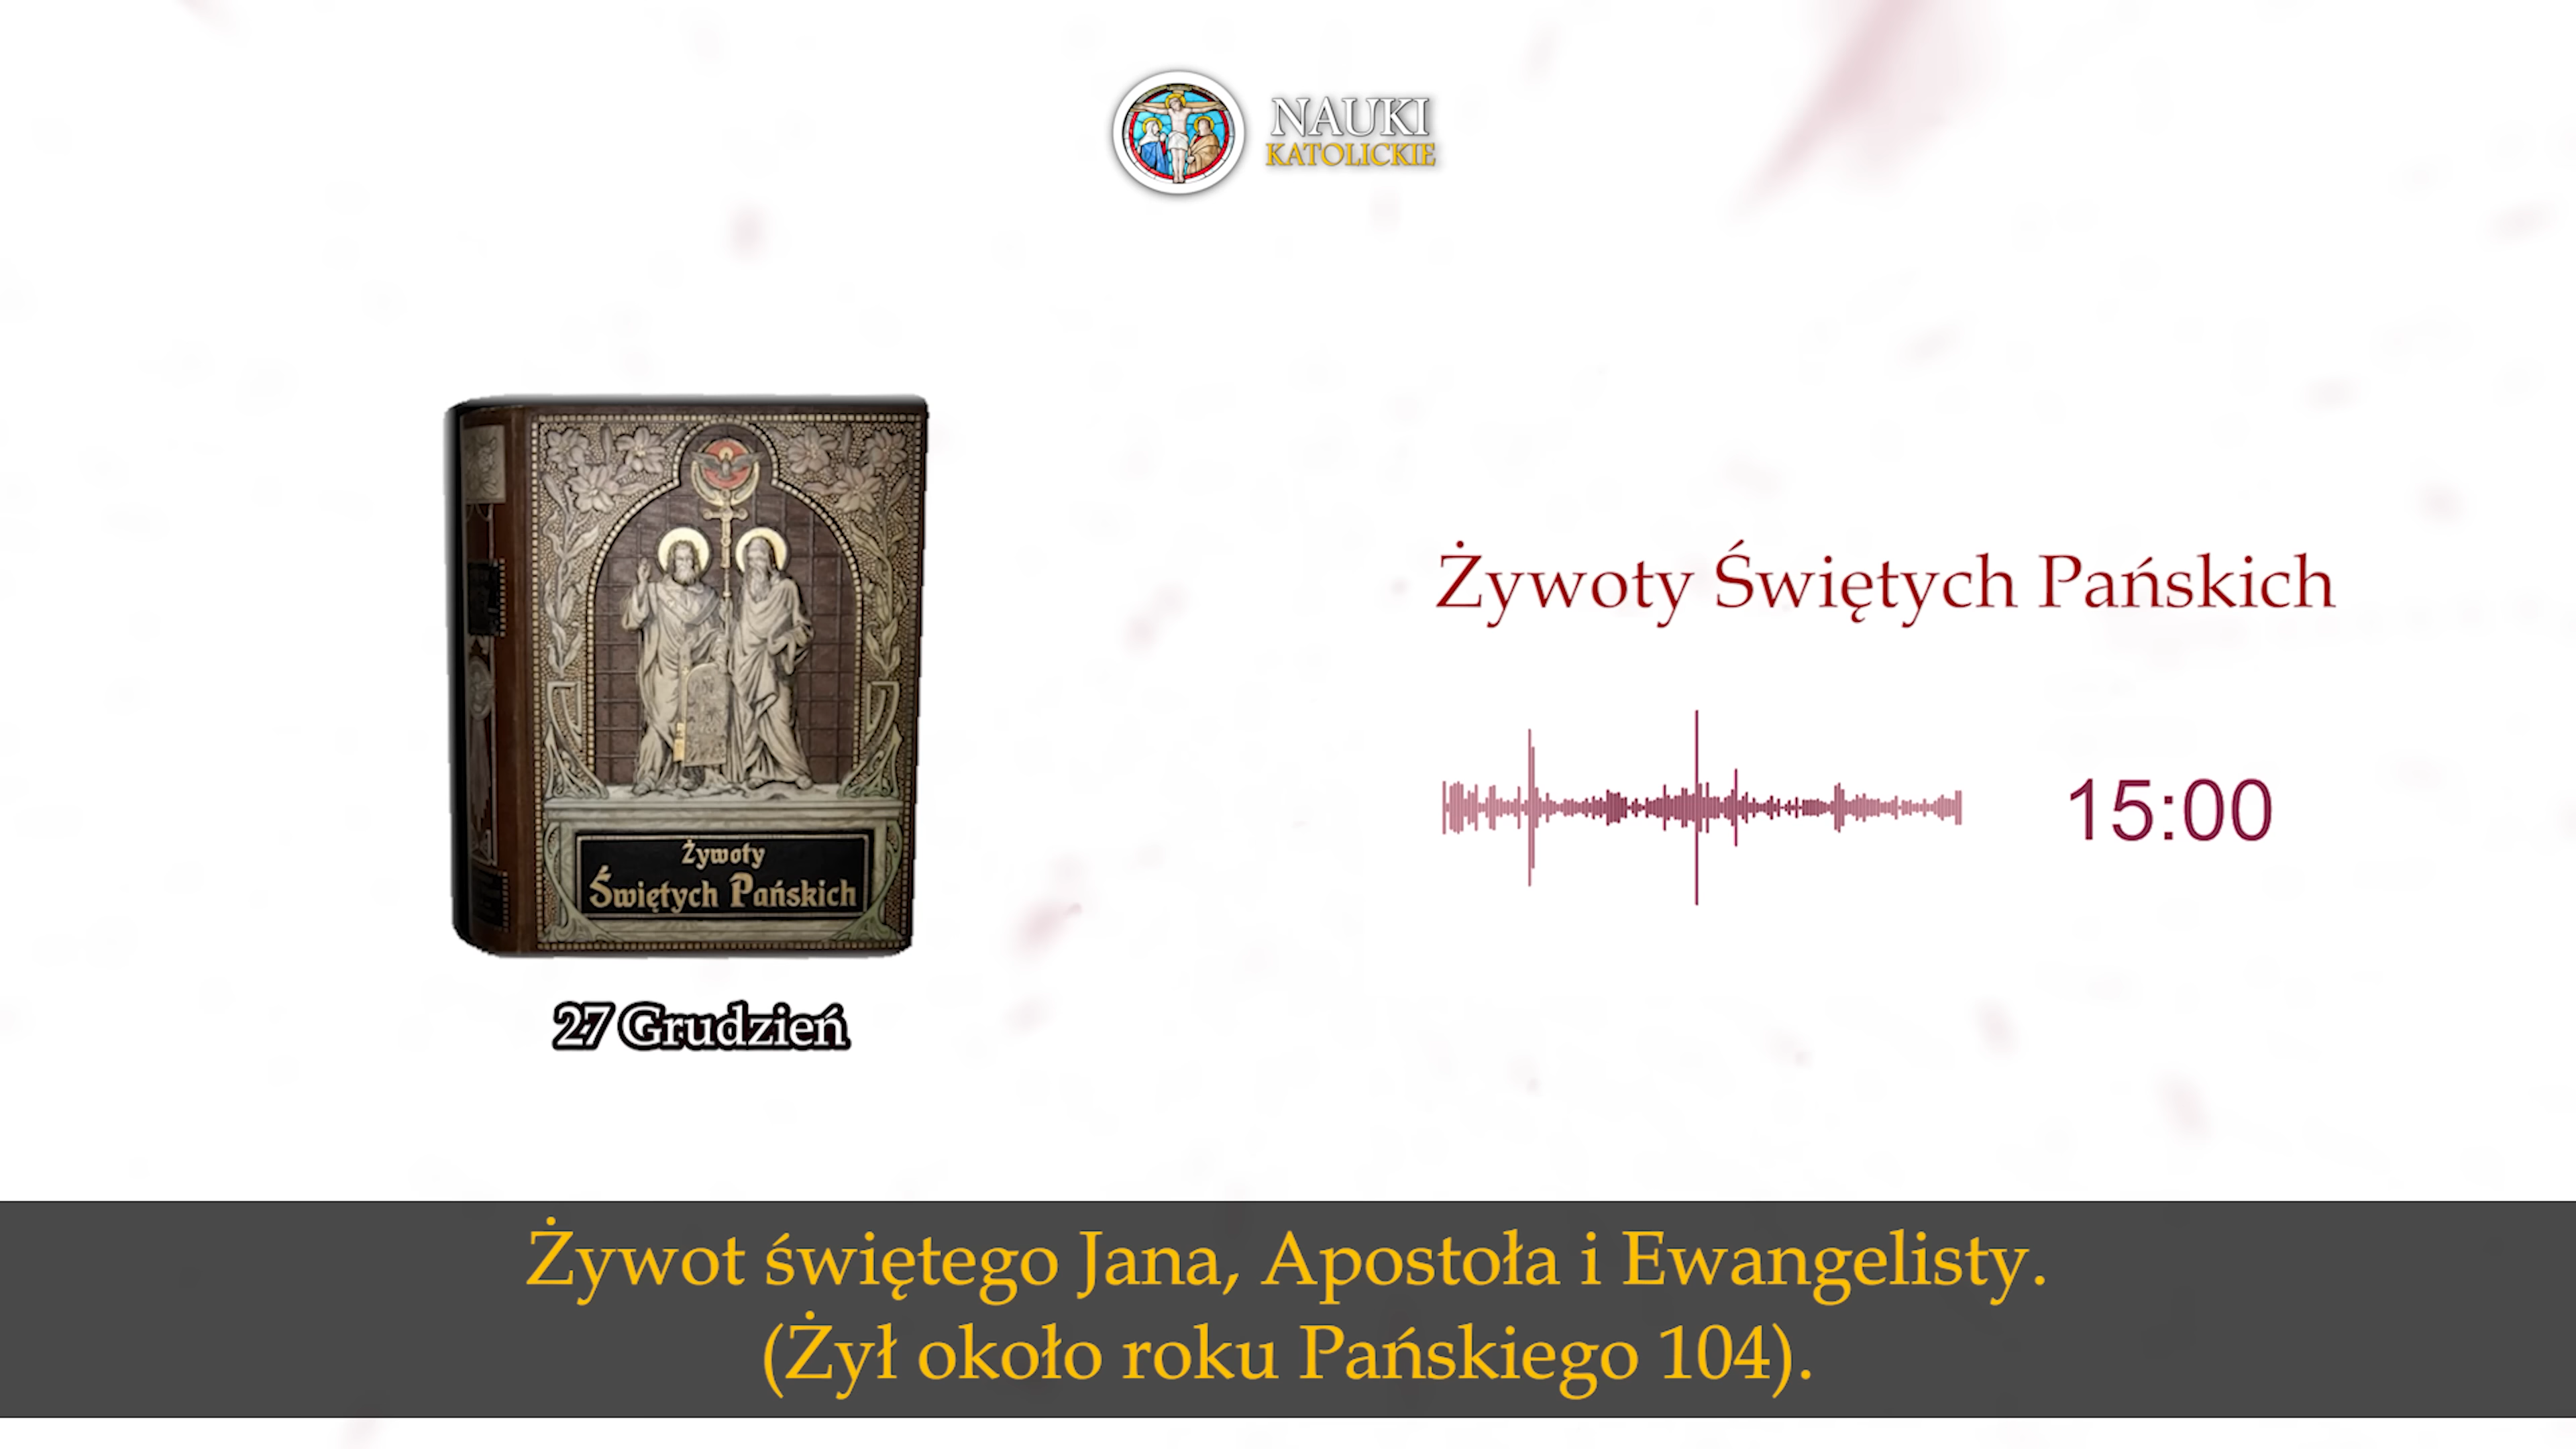 NAUKI
KATOLICKIE
Żywoty Świętych Pańskich
15:00
Żywoty
Świętych Pańskich
27 Grudzień
Żywot świętego Jana, Apostoła i Ewangelisty.
(Żył około roku Pańskiego 104).